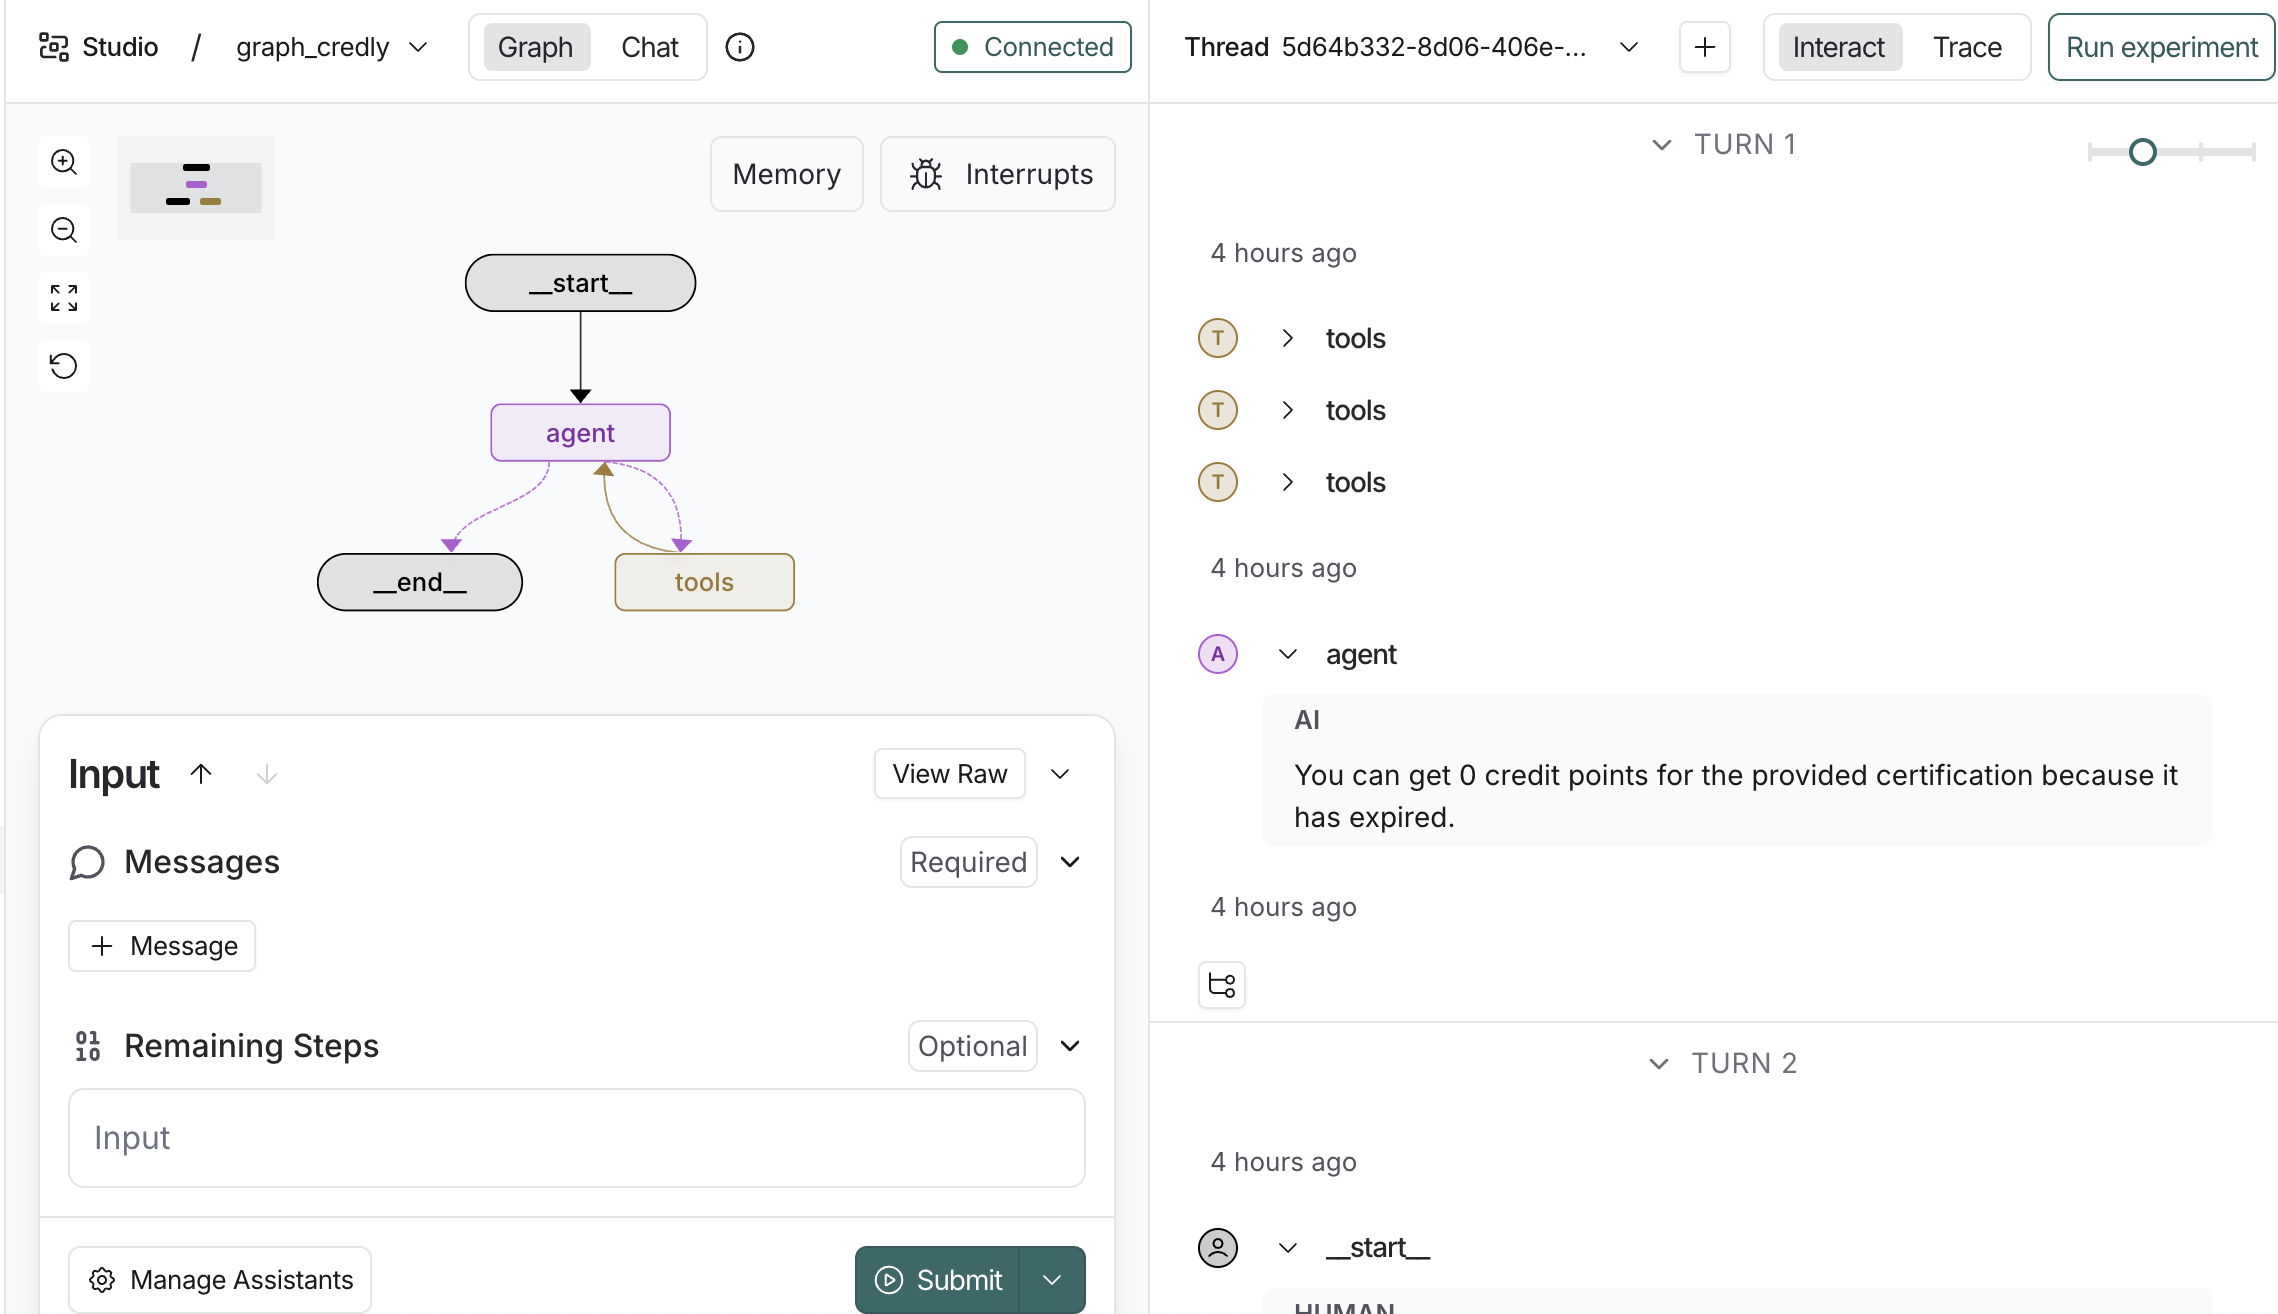 Studio / graph_credly
Graph Chat
Connected
Memory
Interrupts
__start__
agent
__end__
tools
Input
View Raw
Messages
Required
+ Message
0110
Remaining Steps
Optional
Input
Manage Assistants
Submit
Thread 5d64b332-8d06-406e-...
+
Interact Trace
Run experiment
TURN 1
4 hours ago
T tools
T tools
T tools
4 hours ago
A agent
AI
You can get 0 credit points for the provided certification because it
has expired.
4 hours ago
TURN 2
4 hours ago
__start__
HUMAN